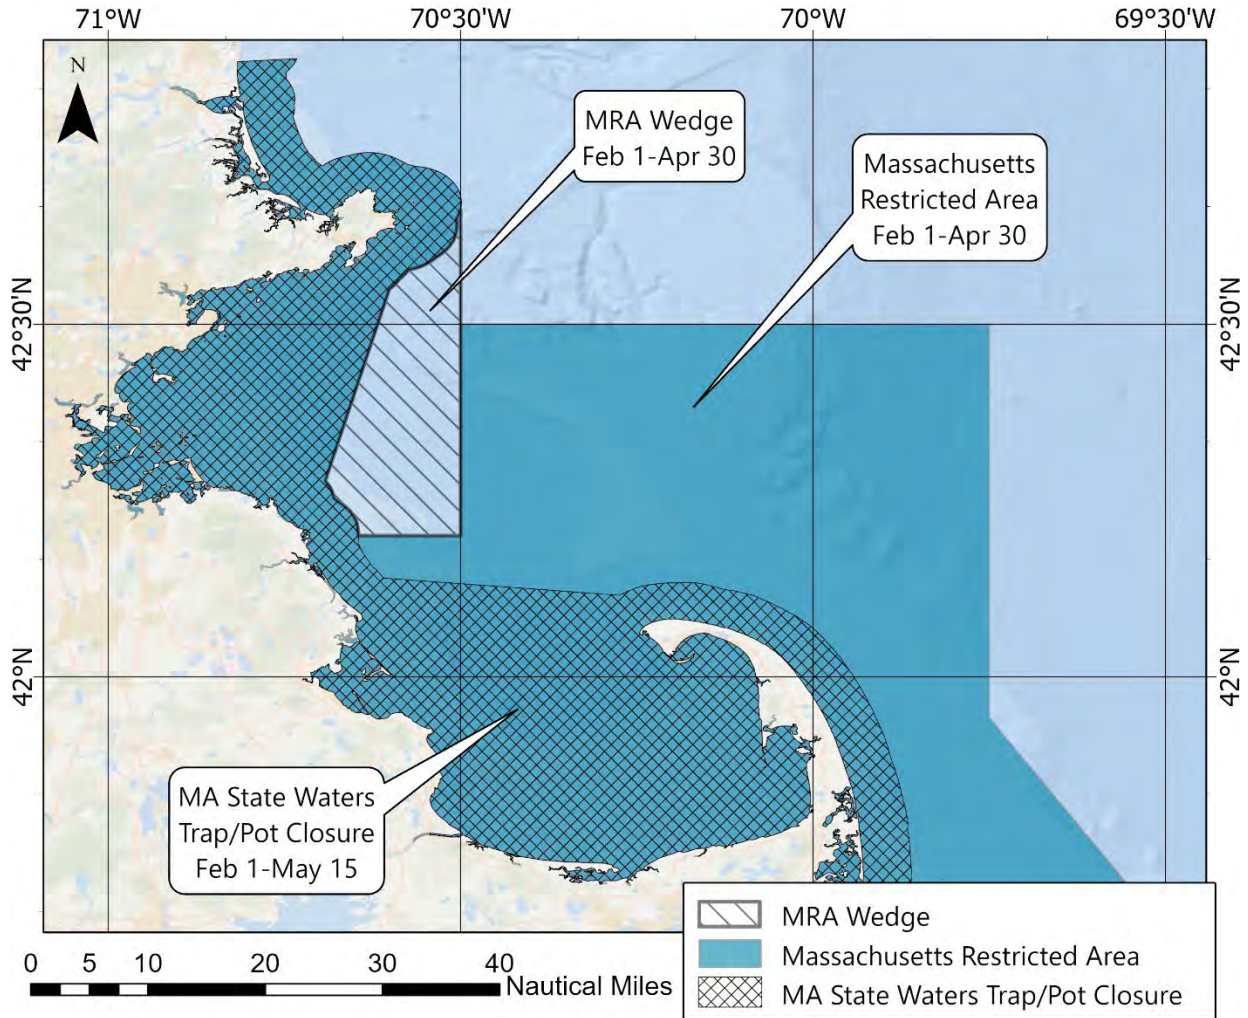 71°W
70°30'W
70°W
69°30'W
N
MRA Wedge
Feb 1-Apr 30
Massachusetts
Restricted Area
Feb 1-Apr 30
42°30'N
42°30'N
42°N
42°N
MA State Waters
Trap/Pot Closure
Feb 1-May 15
MRA Wedge
Massachusetts Restricted Area
MA State Waters Trap/Pot Closure
0 5 10 20 30 40
Nautical Miles